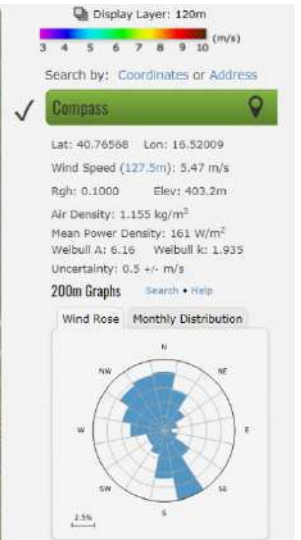 Display Layer: 120m
3 4 5 6 7 8 9 10 (m/s)
Search by: Coordinates or Address
Compass
Lat: 40.76568 Lon: 16.52009
Wind Speed (127.5m): 5.47 m/s
Rgh: 0.1000 Elev: 403.2m
Air Density: 1.155 kg/m³
Mean Power Density: 161 W/m²
Weibull A: 6.16 Weibull k: 1.935
Uncertainty: 0.5 +/- m/s
200m Graphs Search • Help
Wind Rose Monthly Distribution
N
NW NE
W E
SW SE
S
2.5%